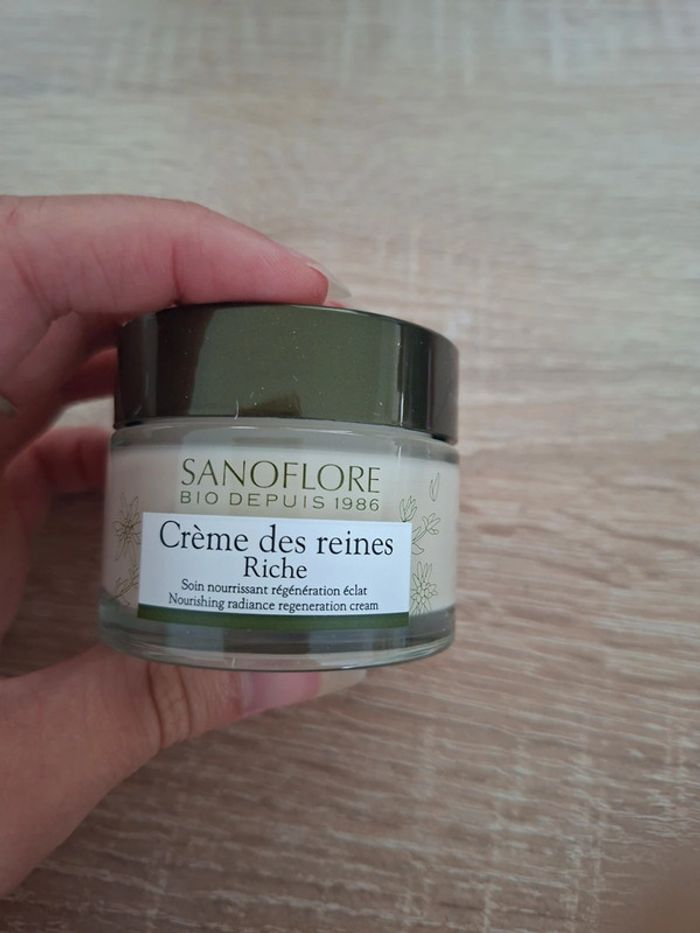 SANOFLORE
BIO DEPUIS 1986
Crème des reines
Riche
Soin nourrissant régénération éclat
Nourishing radiance regeneration cream